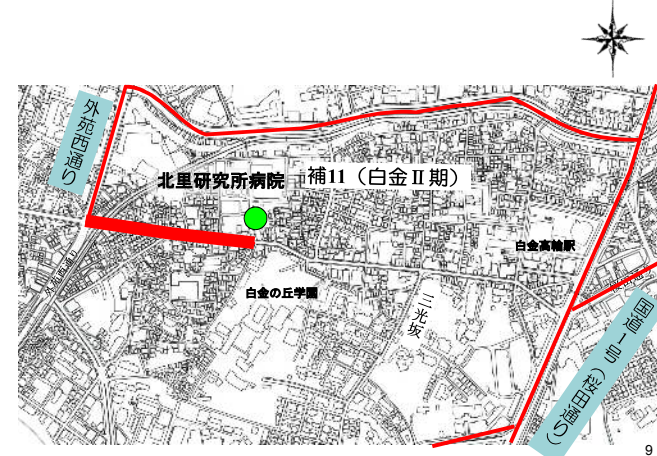 外苑西通り
北里研究所病院
補11（白金Ⅱ期）
白金高輪駅
白金の丘学園
三光坂
国道1号（桜田通り）
9